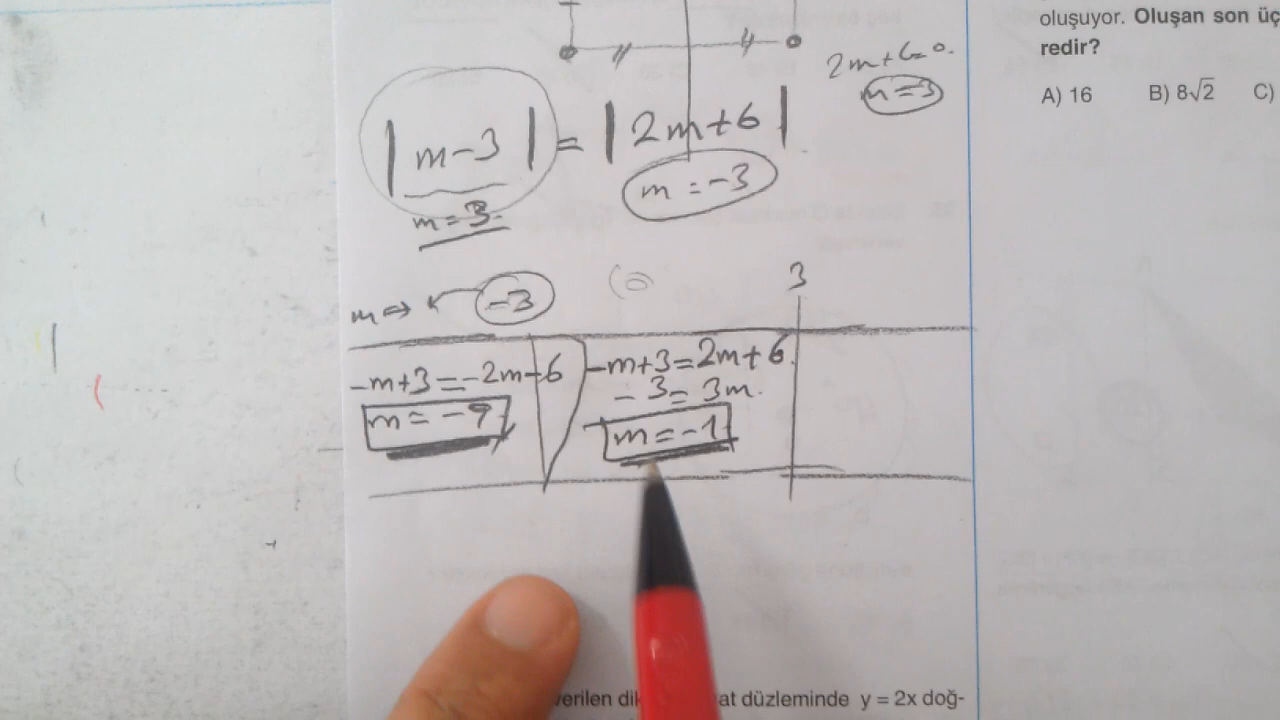 oluşuyor. Oluşan son üç
redir?
A) 16 B) 8√2 C)
2m+6=0.
m=3
|m-3| = |2m+6|
m=3. m=-3
m⇒ -3 3
-m+3=-2m-6
m=-9
-m+3=2m+6.
-3=3m.
m=-1
verilen di at düzleminde y = 2x doğ-